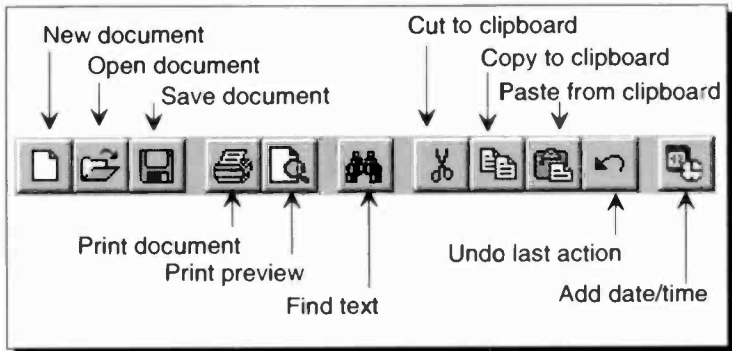 New document
Open document
Save document
Cut to clipboard
Copy to clipboard
Paste from clipboard
Print document
Print preview
Find text
Undo last action
Add date/time